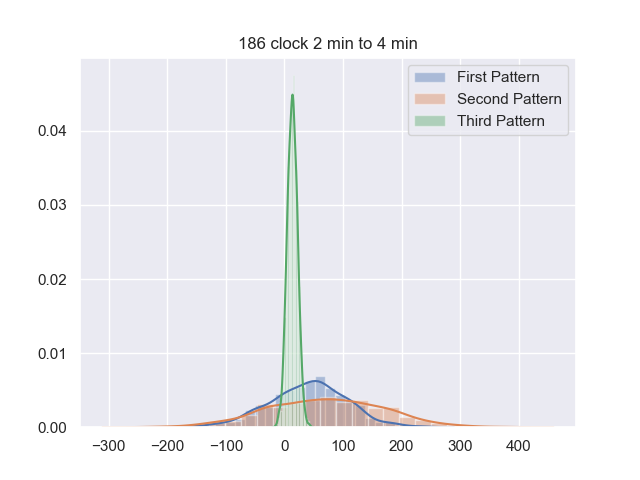 186 clock 2 min to 4 min
First Pattern
Second Pattern
Third Pattern
0.04
0.03
0.02
0.01
0.00
−300 −200 −100 0 100 200 300 400